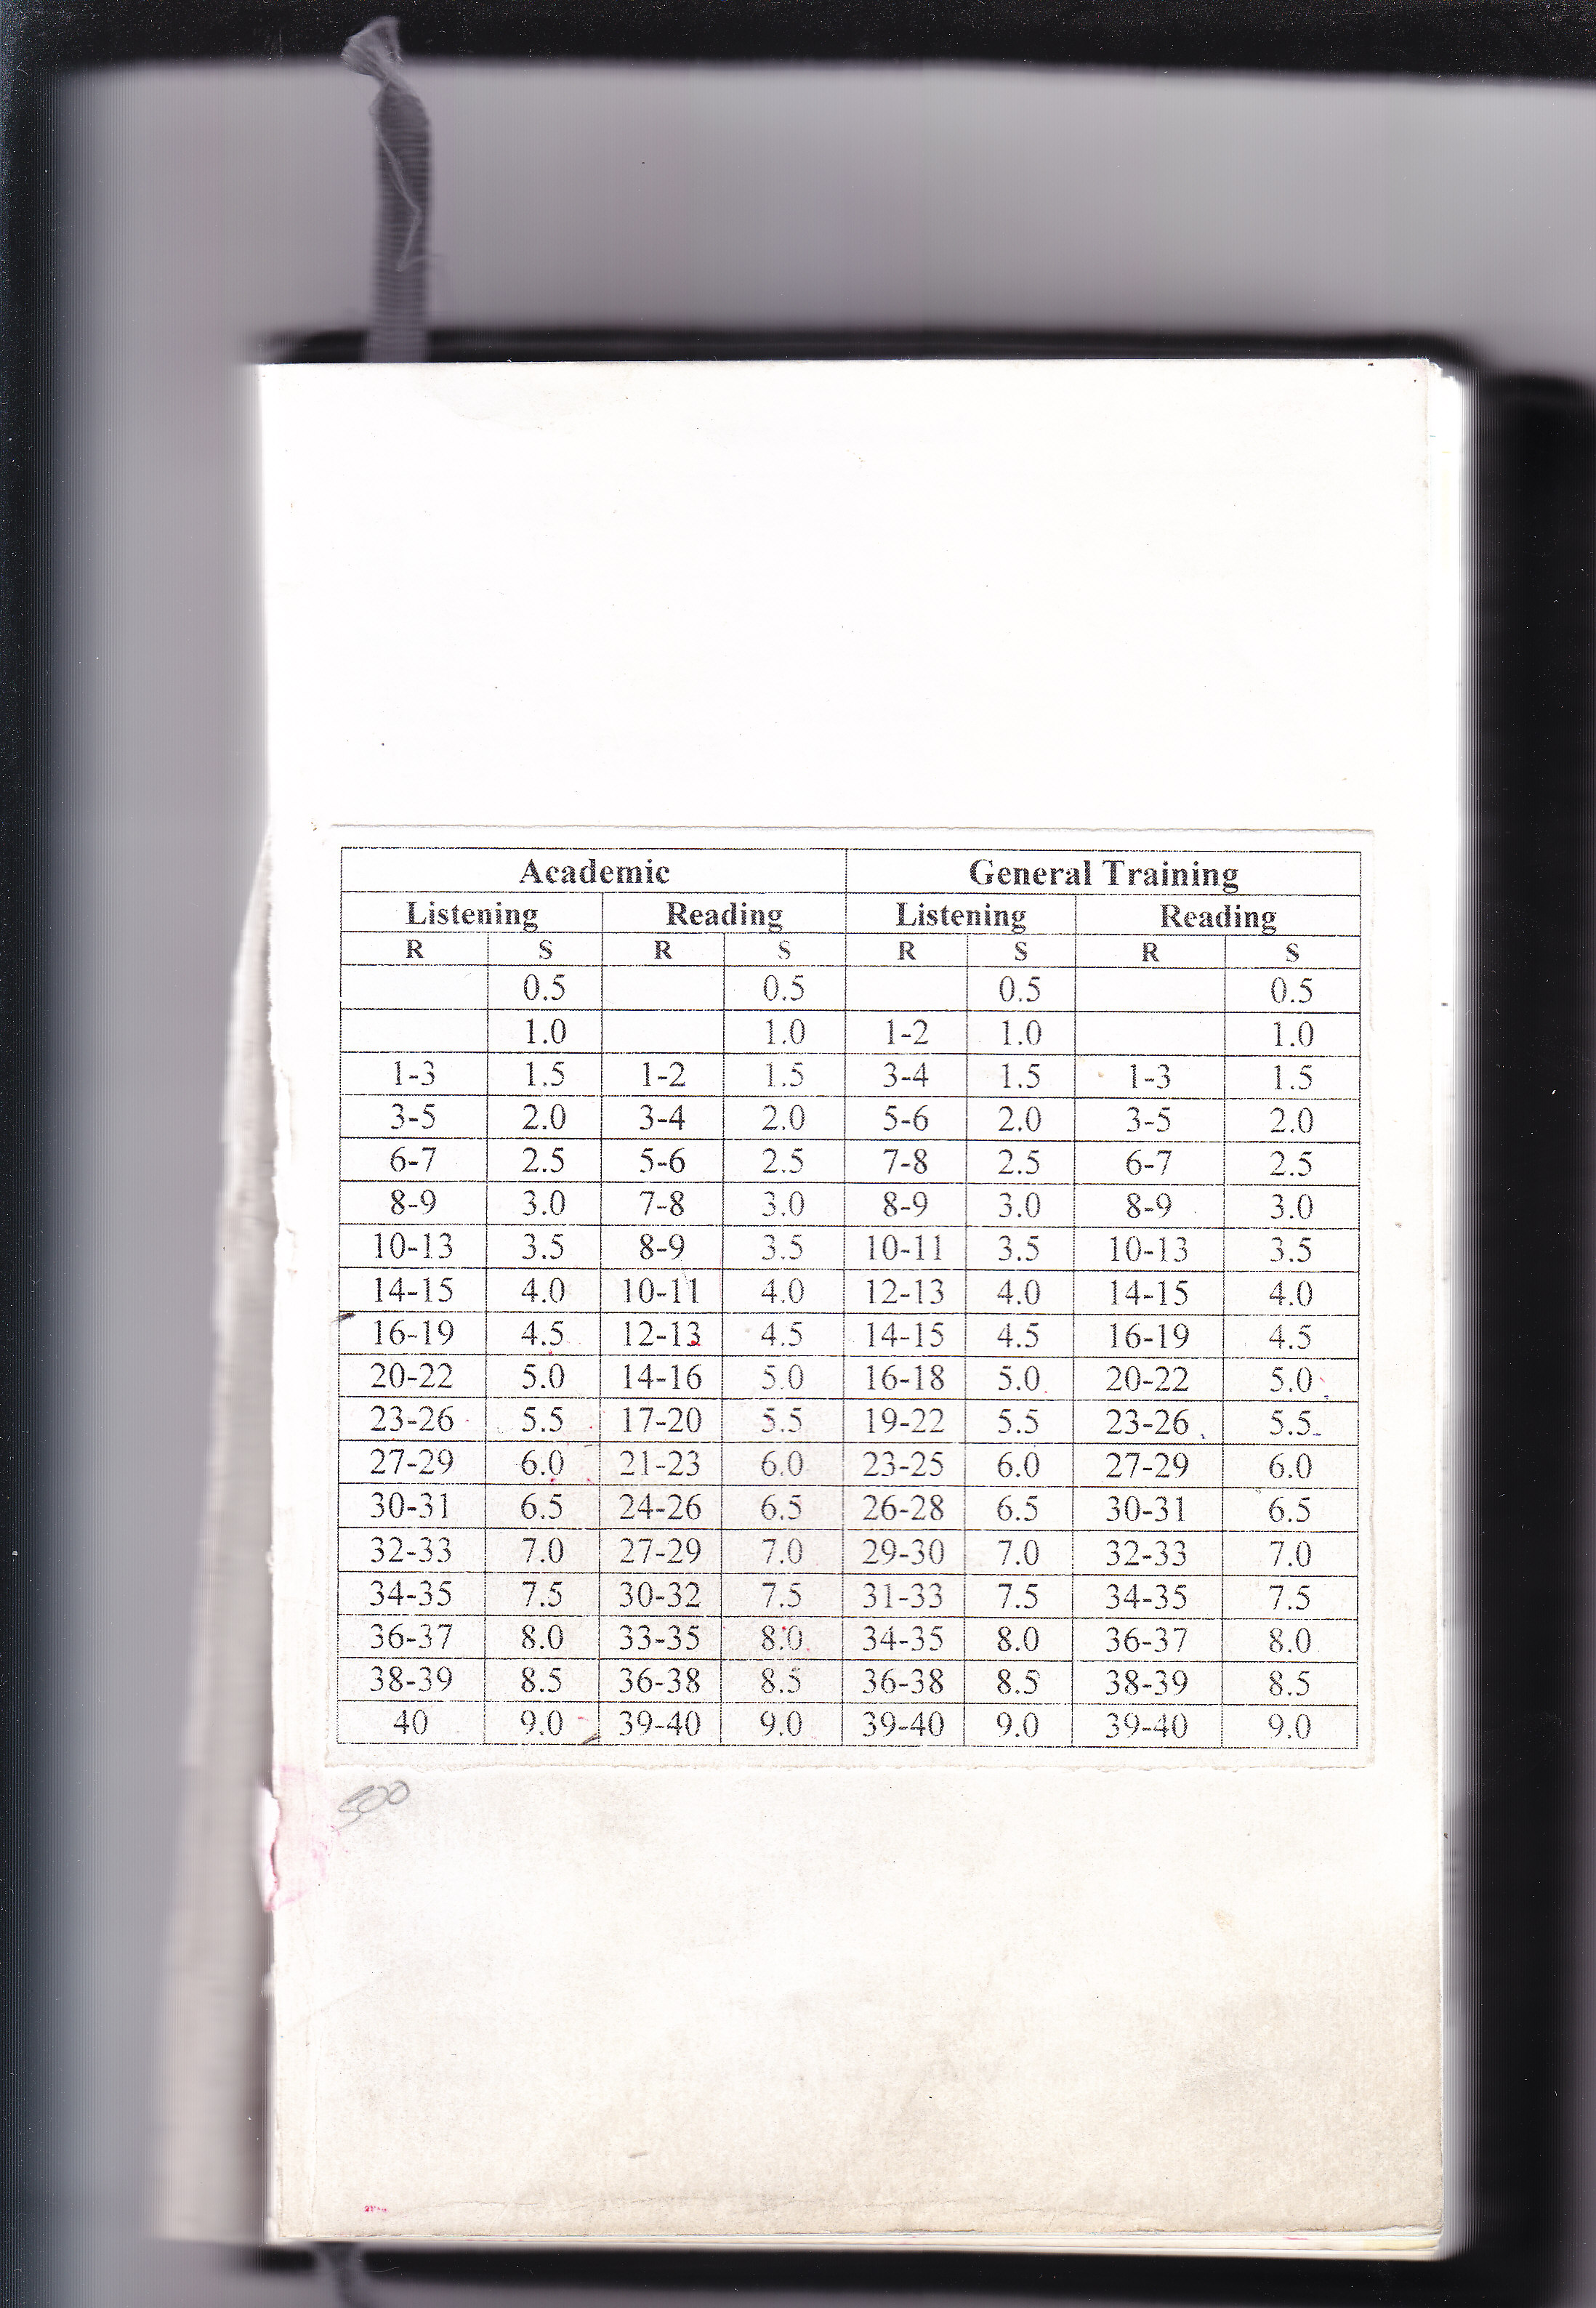 Academic General Training
Listening Reading Listening Reading
R S R S R S R S
0.5 0.5 0.5 0.5
1.0 1.0 1-2 1.0 1.0
1-3 1.5 1-2 1.5 3-4 1.5 1-3 1.5
3-5 2.0 3-4 2.0 5-6 2.0 3-5 2.0
6-7 2.5 5-6 2.5 7-8 2.5 6-7 2.5
8-9 3.0 7-8 3.0 8-9 3.0 8-9 3.0
10-13 3.5 8-9 3.5 10-11 3.5 10-13 3.5
14-15 4.0 10-11 4.0 12-13 4.0 14-15 4.0
16-19 4.5 12-13 4.5 14-15 4.5 16-19 4.5
20-22 5.0 14-16 5.0 16-18 5.0 20-22 5.0
23-26 5.5 17-20 5.5 19-22 5.5 23-26 5.5
27-29 6.0 21-23 6.0 23-25 6.0 27-29 6.0
30-31 6.5 24-26 6.5 26-28 6.5 30-31 6.5
32-33 7.0 27-29 7.0 29-30 7.0 32-33 7.0
34-35 7.5 30-32 7.5 31-33 7.5 34-35 7.5
36-37 8.0 33-35 8.0 34-35 8.0 36-37 8.0
38-39 8.5 36-38 8.5 36-38 8.5 38-39 8.5
40 9.0 39-40 9.0 39-40 9.0 39-40 9.0
500